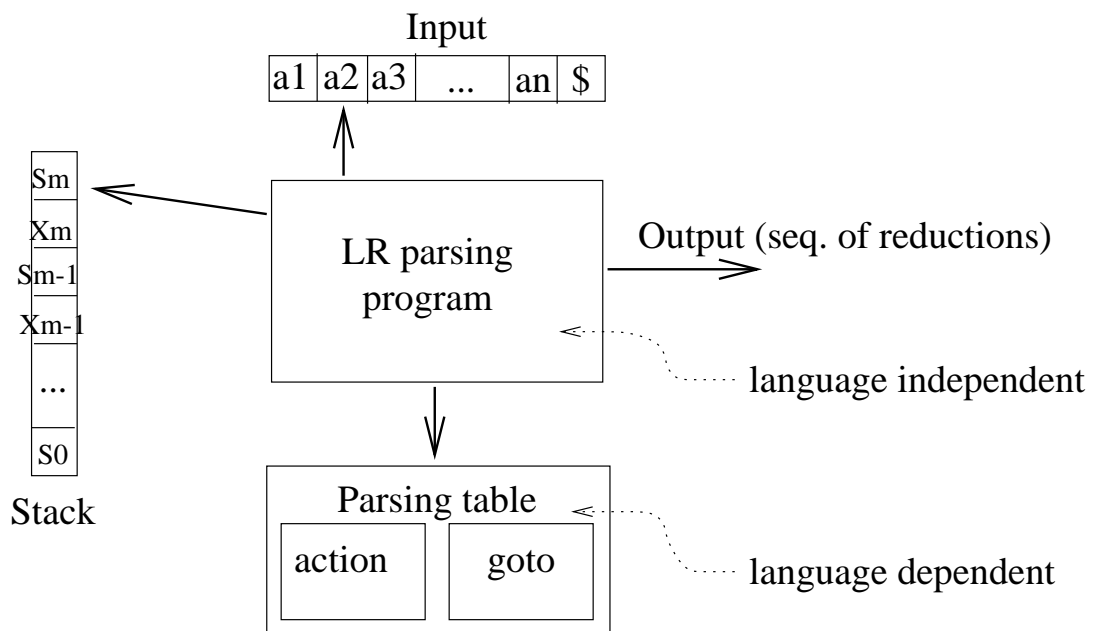 Input
a1 a2 a3 ... an $
Sm
Xm
Sm-1
Xm-1
...
S0
Stack
LR parsing
program
Output (seq. of reductions)
language independent
Parsing table
action goto
language dependent